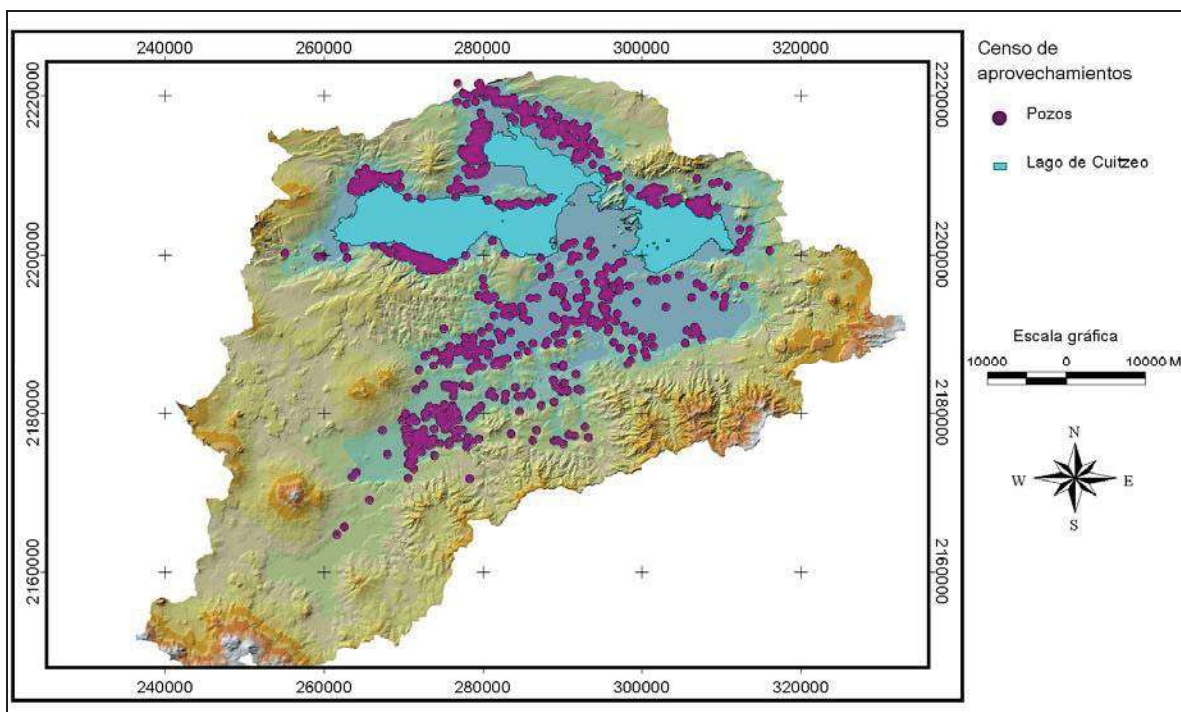 240000 260000 280000 300000 320000
Censo de
aprovechamientos
Pozos
Lago de Cuitzeo
2220000 2220000
2200000 2200000
2180000 2180000
2160000 2160000
Escala gráfica
10000 0 10000 M
N
W E
S
240000 260000 280000 300000 320000